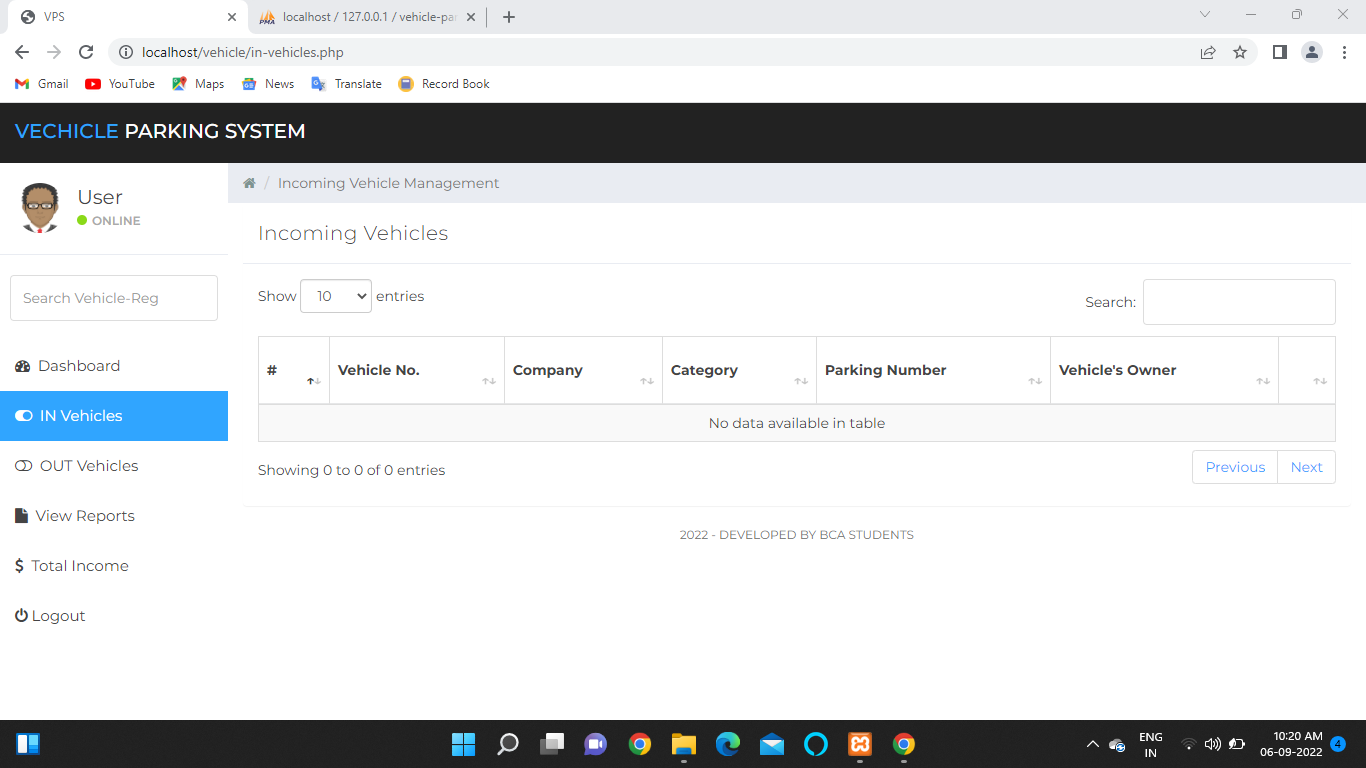 VPS
localhost / 127.0.0.1 / vehicle-par
localhost/vehicle/in-vehicles.php
Gmail YouTube Maps News Translate Record Book
VECHICLE PARKING SYSTEM
User
ONLINE
Search Vehicle-Reg
Dashboard
IN Vehicles
OUT Vehicles
View Reports
$ Total Income
Logout
/ Incoming Vehicle Management
Incoming Vehicles
Show 10 entries
Search:
# Vehicle No. Company Category Parking Number Vehicle's Owner
No data available in table
Showing 0 to 0 of 0 entries
Previous Next
2022 - DEVELOPED BY BCA STUDENTS
ENG
IN
10:20 AM
06-09-2022
4